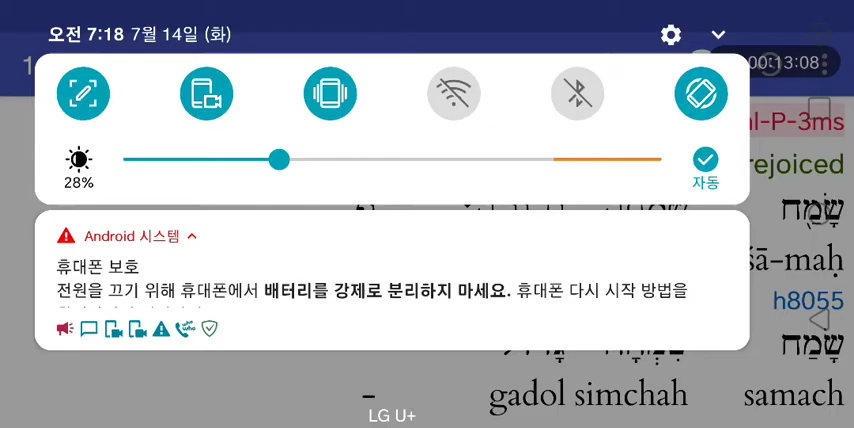 오전 7:18 7월 14일 (화)
1
00:13:08
al-P-3ms
rejoiced
28%
자동
שָׂמַ֖ח
Android 시스템
휴대폰 보호
전원을 끄기 위해 휴대폰에서 배터리를 강제로 분리하지 마세요. 휴대폰 다시 시작 방법을
śā-maḥ
h8055
שָׂמַח
gadol simchah samach
LG U+